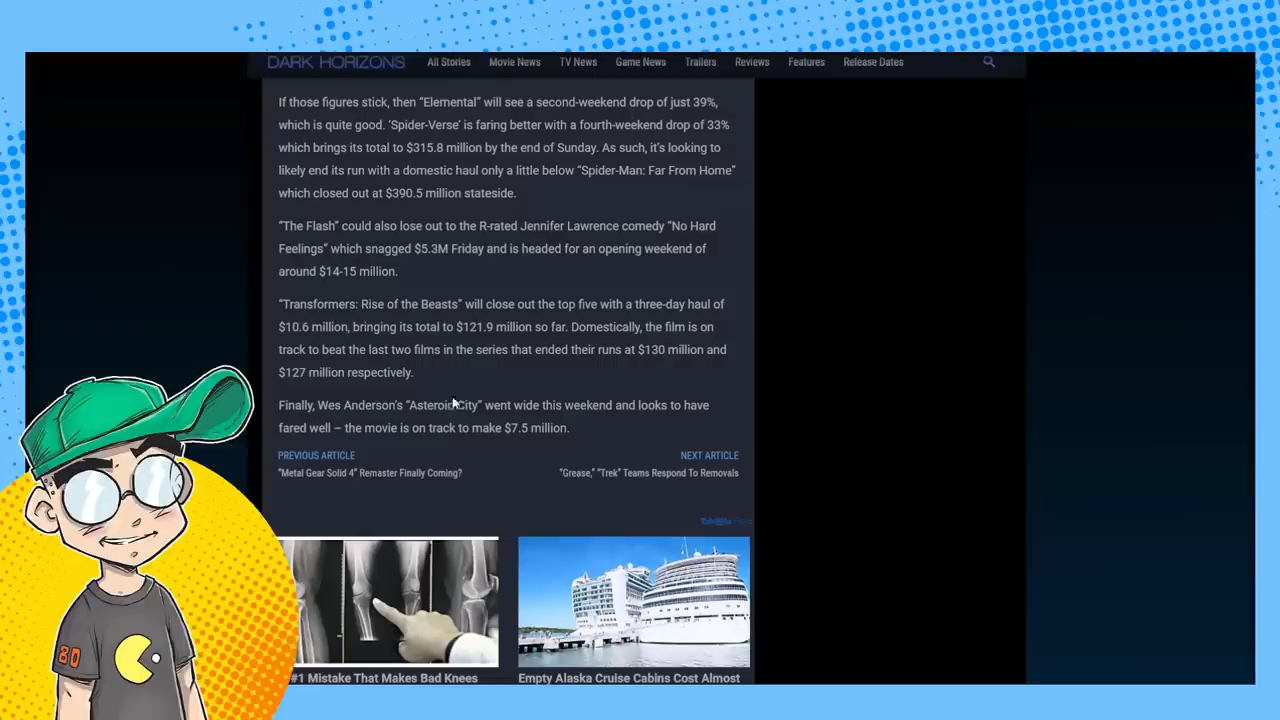 DARK HORIZONS All Stories Movie News TV News Game News Trailers Reviews Features Release Dates
If those figures stick, then “Elemental” will see a second-weekend drop of just 39%,
which is quite good. ‘Spider-Verse’ is faring better with a fourth-weekend drop of 33%
which brings its total to $315.8 million by the end of Sunday. As such, it’s looking to
likely end its run with a domestic haul only a little below “Spider-Man: Far From Home”
which closed out at $390.5 million stateside.
“The Flash” could also lose out to the R-rated Jennifer Lawrence comedy “No Hard
Feelings” which snagged $5.3M Friday and is headed for an opening weekend of
around $14-15 million.
“Transformers: Rise of the Beasts” will close out the top five with a three-day haul of
$10.6 million, bringing its total to $121.9 million so far. Domestically, the film is on
track to beat the last two films in the series that ended their runs at $130 million and
$127 million respectively.
Finally, Wes Anderson’s “Asteroid City” went wide this weekend and looks to have
fared well – the movie is on track to make $7.5 million.
PREVIOUS ARTICLE NEXT ARTICLE
“Metal Gear Solid 4” Remaster Finally Coming? “Grease,” “Trek” Teams Respond To Removals
#1 Mistake That Makes Bad Knees Empty Alaska Cruise Cabins Cost Almost
80